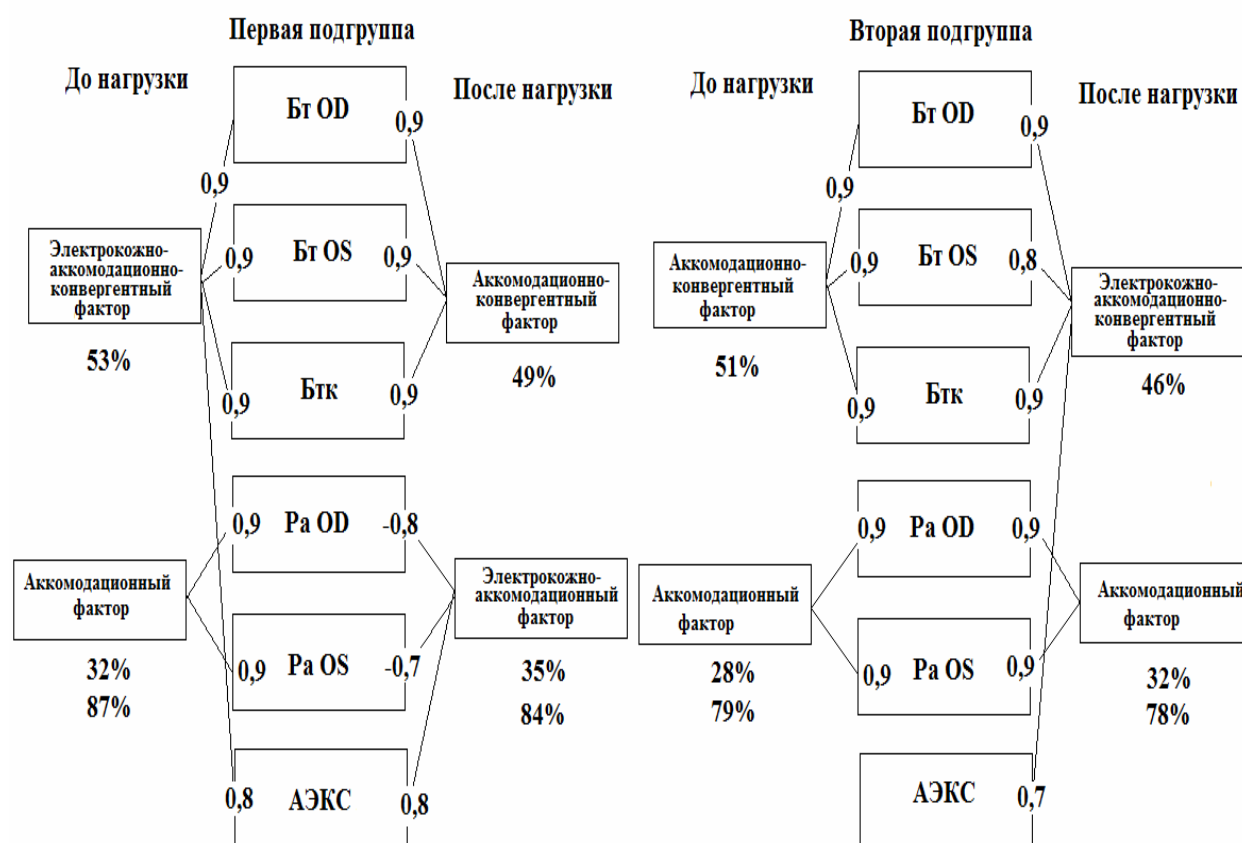 Первая подгруппа
До нагрузки
После нагрузки
Бт OD
0,9
0,9
Электрокожно-
аккомодационно-
конвергентный
фактор
53%
0,9
Бт OS
0,9
Аккомодационно-
конвергентный
фактор
49%
0,9
Бтк
0,9
0,9
Ра OD
-0,8
Аккомодационный
фактор
32%
87%
0,9
Ра OS
-0,7
Электрокожно-
аккомодационный
фактор
35%
84%
0,8
АЭКС
0,8
Вторая подгруппа
До нагрузки
После нагрузки
Бт OD
0,9
0,9
Аккомодационно-
конвергентный
фактор
51%
0,9
Бт OS
0,8
Электрокожно-
аккомодационно-
конвергентный
фактор
46%
0,9
Бтк
0,9
0,9
Ра OD
0,9
Аккомодационный
фактор
28%
79%
0,9
Ра OS
0,9
Аккомодационный
фактор
32%
78%
АЭКС
0,7